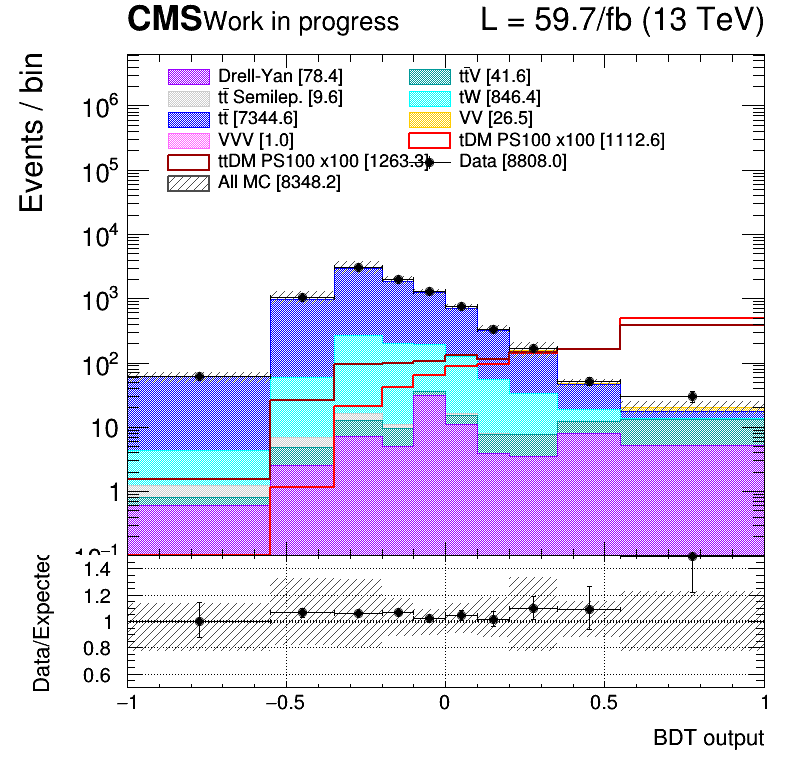 CMS Work in progress L = 59.7/fb (13 TeV)
Events / bin
Drell-Yan [78.4] tt̄V [41.6]
tt̄ Semilep. [9.6] tW [846.4]
tt̄ [7344.6] VV [26.5]
VVV [1.0] tDM PS100 x100 [1112.6]
ttDM PS100 x100 [1263.3] Data [8808.0]
All MC [8348.2]
10⁶
10⁵
10⁴
10³
10²
10
1
10⁻¹
Data/Expected
1.4
1.2
1
0.8
0.6
−1 −0.5 0 0.5 1
BDT output